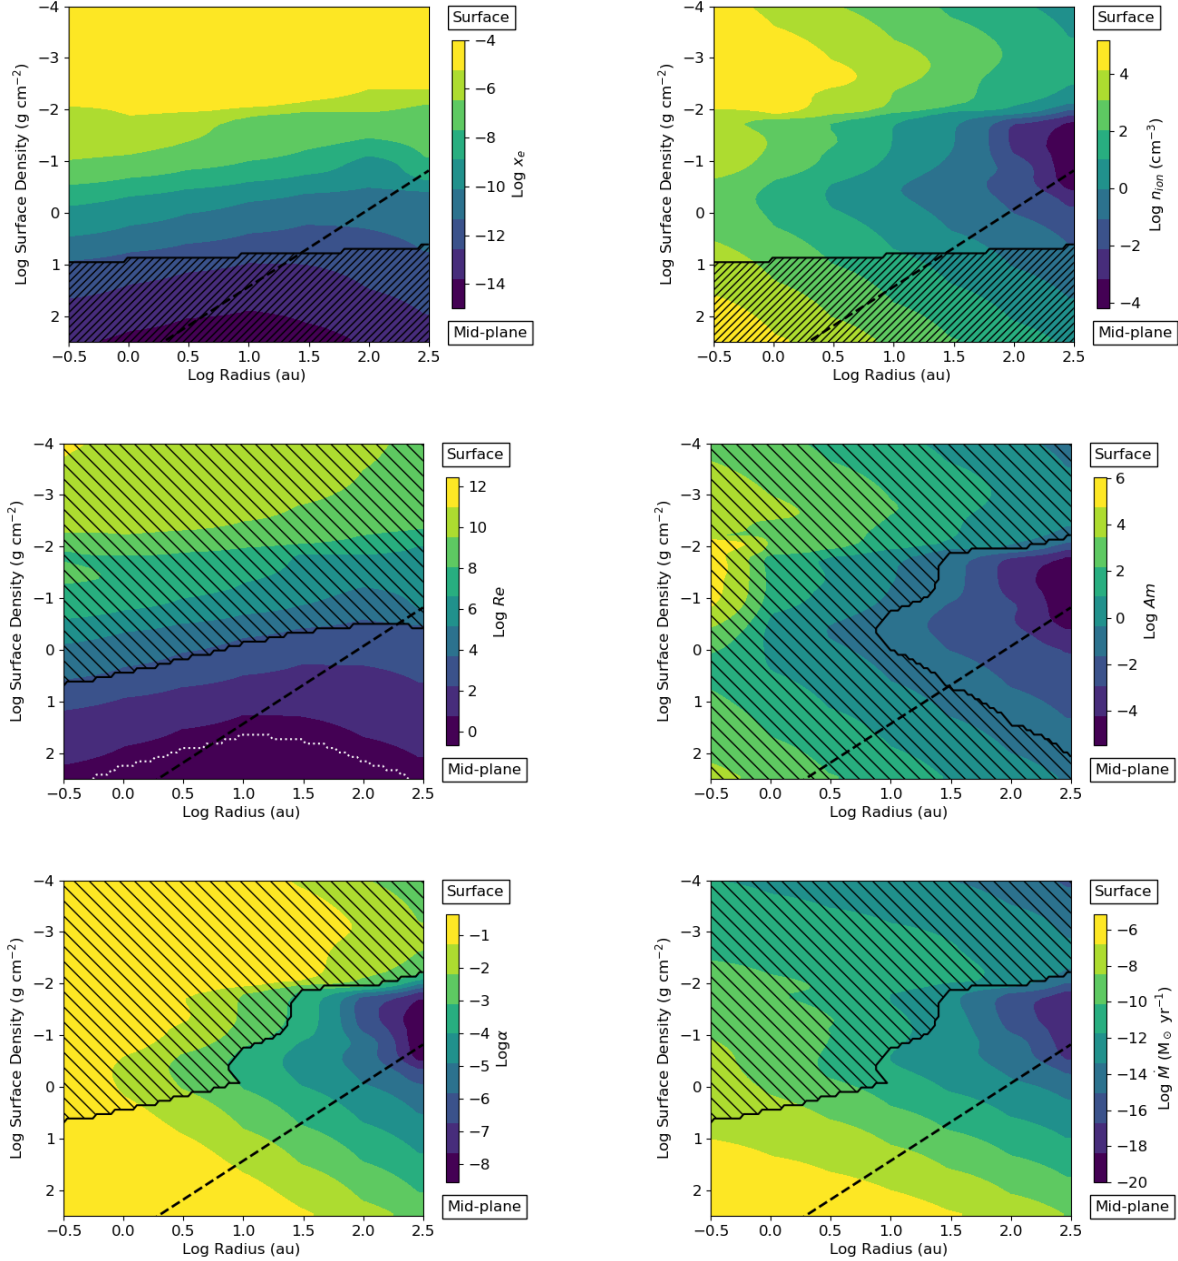 −4
−3
−2
−1
0
1
2
−0.5 0.0 0.5 1.0 1.5 2.0 2.5
Log Radius (au)
Log Surface Density (g cm−2)
Surface
−4
−6
−8
−10
−12
−14
Log xe
Mid-plane
−4
−3
−2
−1
0
1
2
−0.5 0.0 0.5 1.0 1.5 2.0 2.5
Log Radius (au)
Log Surface Density (g cm−2)
Surface
4
2
0
−2
−4
Log nion (cm−3)
Mid-plane
−4
−3
−2
−1
0
1
2
−0.5 0.0 0.5 1.0 1.5 2.0 2.5
Log Radius (au)
Log Surface Density (g cm−2)
Surface
12
10
8
6
4
2
0
Log Re
Mid-plane
−4
−3
−2
−1
0
1
2
−0.5 0.0 0.5 1.0 1.5 2.0 2.5
Log Radius (au)
Log Surface Density (g cm−2)
Surface
6
4
2
0
−2
−4
Log Am
Mid-plane
−4
−3
−2
−1
0
1
2
−0.5 0.0 0.5 1.0 1.5 2.0 2.5
Log Radius (au)
Log Surface Density (g cm−2)
Surface
−1
−2
−3
−4
−5
−6
−7
−8
Logα
Mid-plane
−4
−3
−2
−1
0
1
2
−0.5 0.0 0.5 1.0 1.5 2.0 2.5
Log Radius (au)
Log Surface Density (g cm−2)
Surface
−6
−8
−10
−12
−14
−16
−18
−20
Log Ṁ (M⊙ yr−1)
Mid-plane